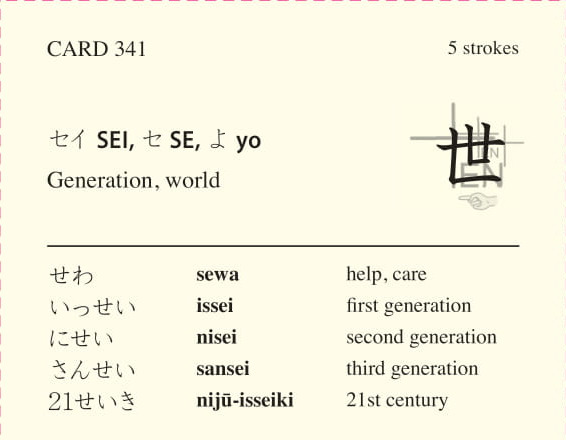 CARD 341
5 strokes
セイ SEI, セ SE, よ yo
Generation, world
世
EN
N
せわ sewa help, care
いっせい issei first generation
にせい nisei second generation
さんせい sansei third generation
21せいき nijū-isseiki 21st century